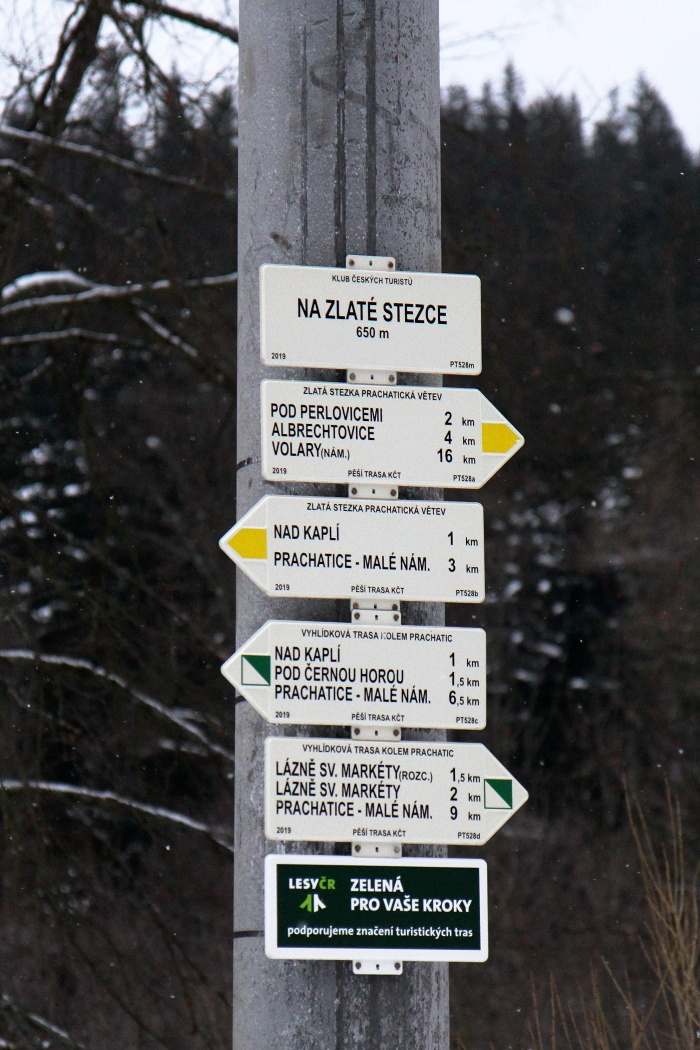 KLUB ČESKÝCH TURISTŮ
NA ZLATÉ STEZCE
650 m
2019 PT528m
ZLATÁ STEZKA PRACHATICKÁ VĚTEV
POD PERLOVICEMI 2 km
ALBRECHTOVICE 4 km
VOLARY(NÁM.) 16 km
2019 PĚŠÍ TRASA KČT PT528a
ZLATÁ STEZKA PRACHATICKÁ VĚTEV
NAD KAPLÍ 1 km
PRACHATICE - MALÉ NÁM. 3 km
2019 PĚŠÍ TRASA KČT PT528b
VYHLÍDKOVÁ TRASA KOLEM PRACHATIC
NAD KAPLÍ 1 km
POD ČERNOU HOROU 1,5 km
PRACHATICE - MALÉ NÁM. 6,5 km
2019 PĚŠÍ TRASA KČT PT528c
VYHLÍDKOVÁ TRASA KOLEM PRACHATIC
LÁZNĚ SV. MARKÉTY(ROZC.) 1,5 km
LÁZNĚ SV. MARKÉTY 2 km
PRACHATICE - MALÉ NÁM. 9 km
2019 PĚŠÍ TRASA KČT PT528d
LESYČR ZELENÁ
PRO VAŠE KROKY
podporujeme značení turistických tras